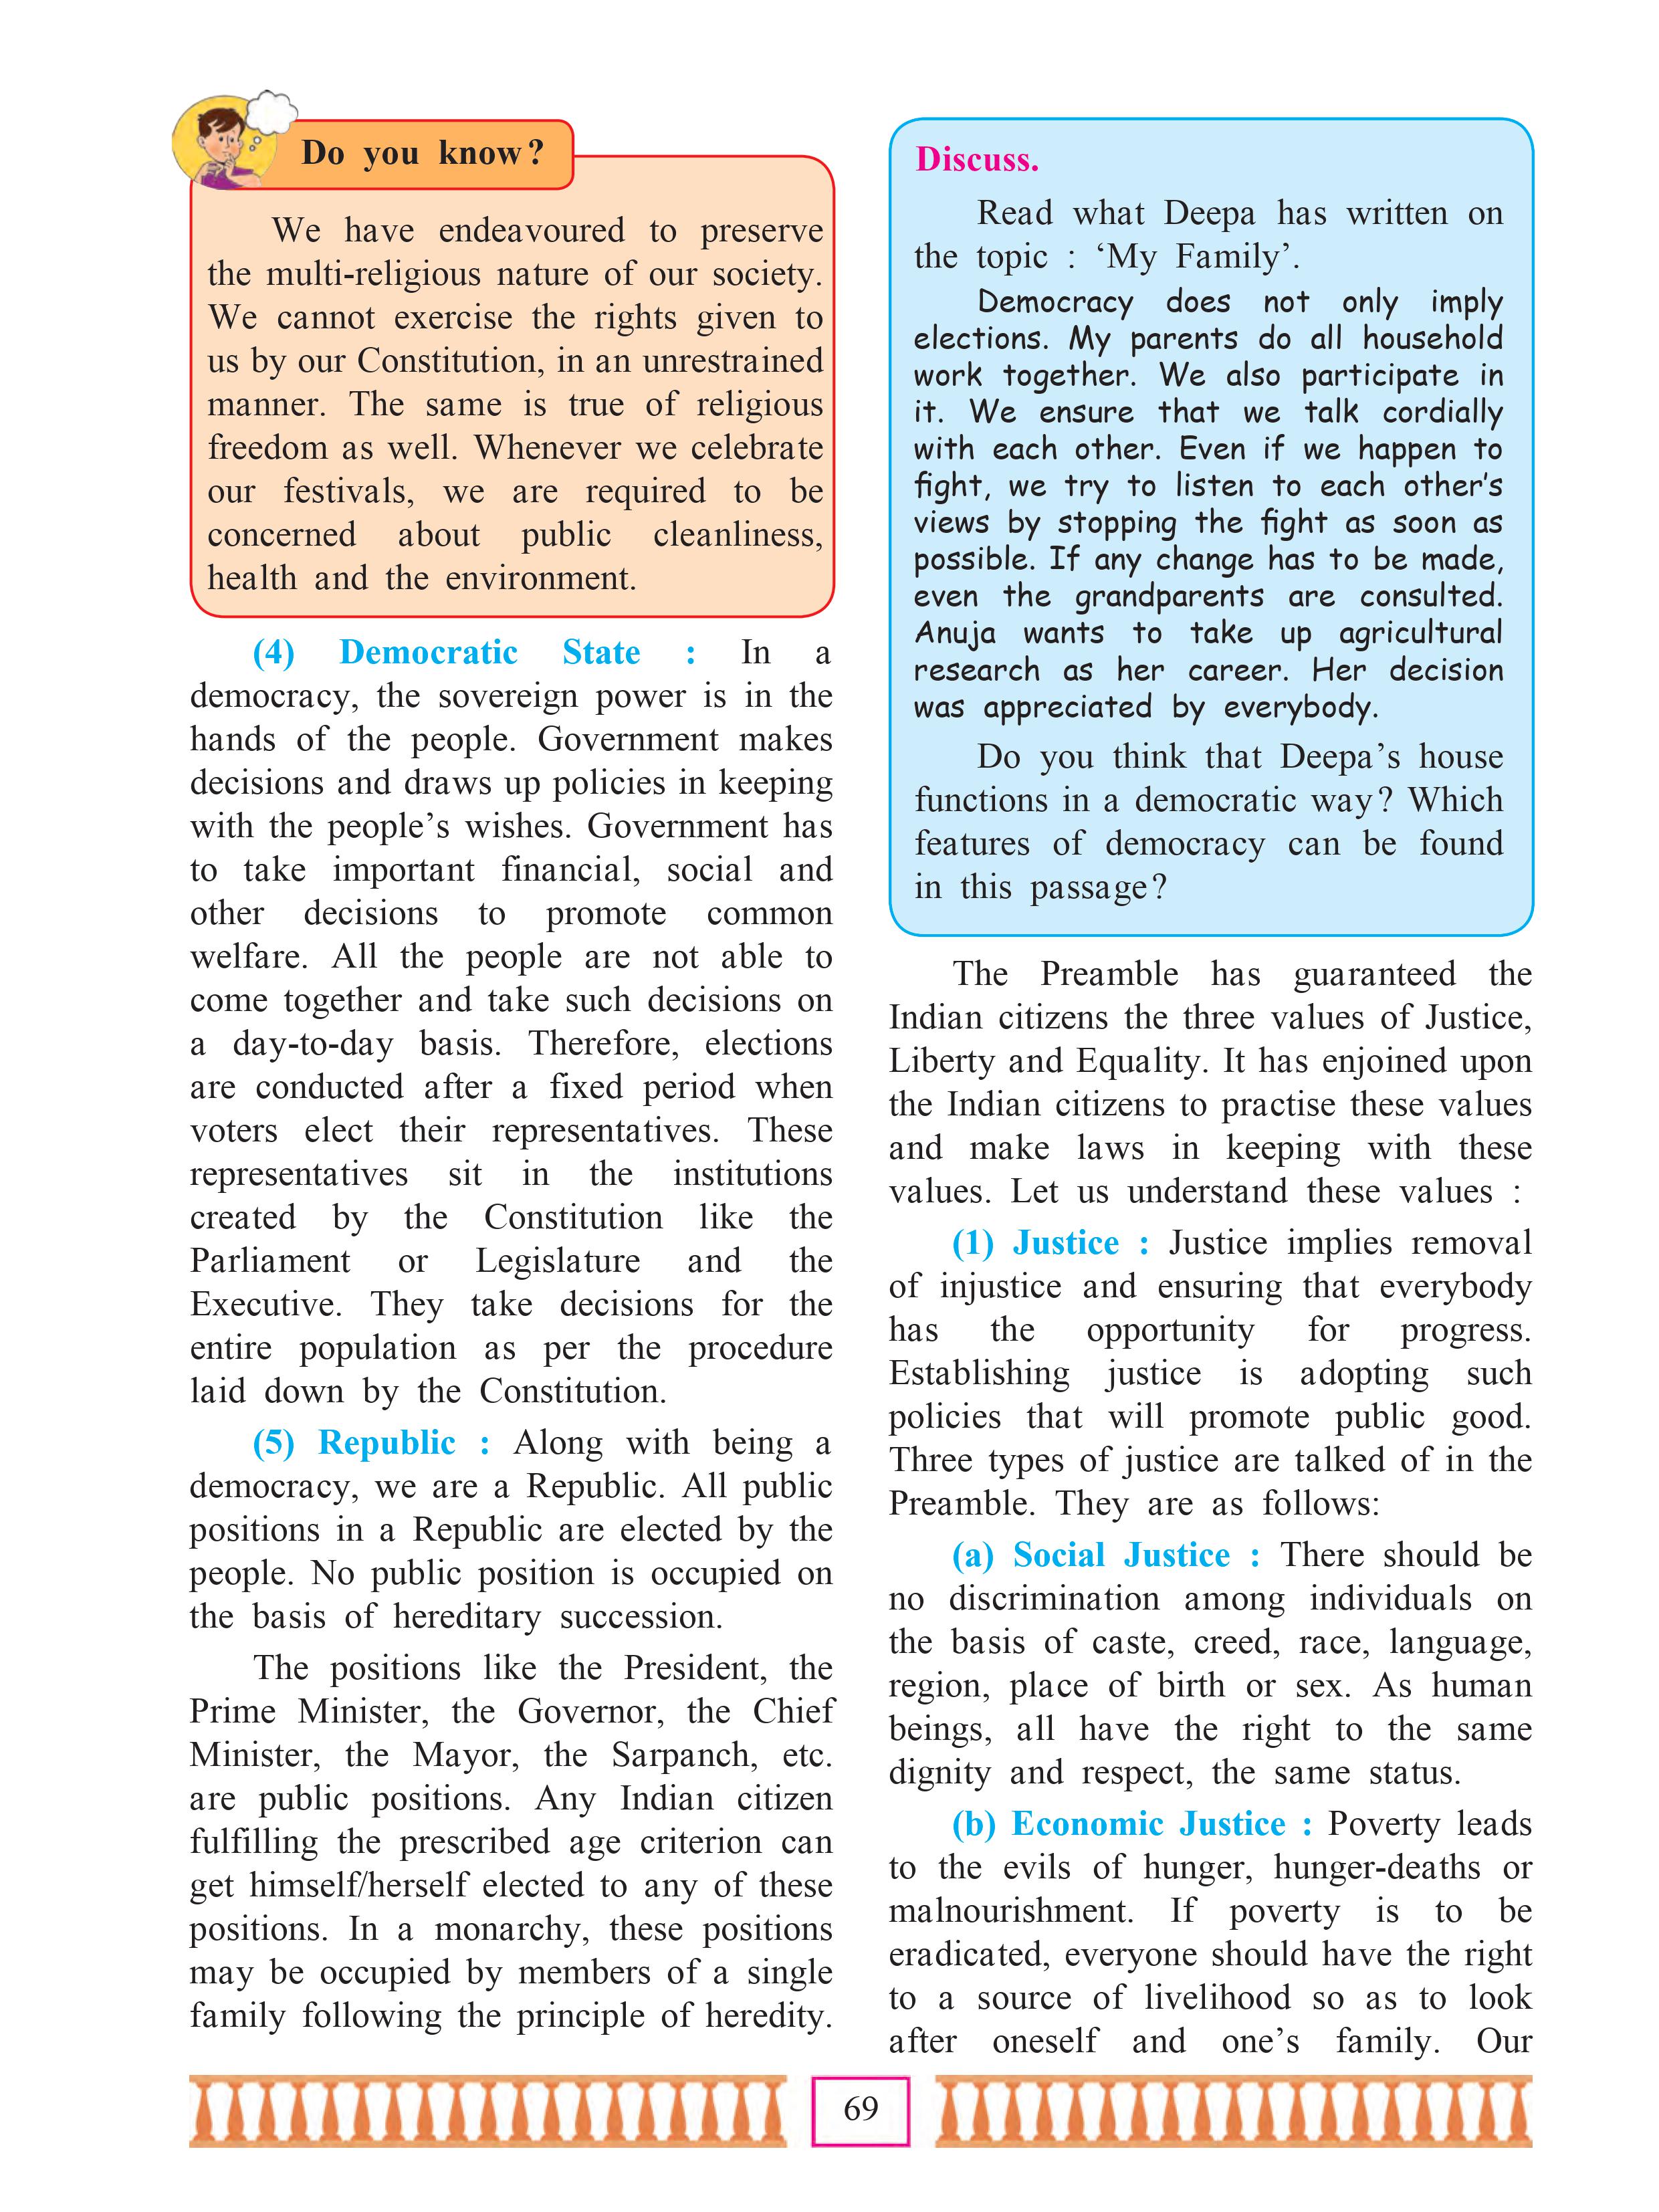 Do you know?
We have endeavoured to preserve
the multi-religious nature of our society.
We cannot exercise the rights given to
us by our Constitution, in an unrestrained
manner. The same is true of religious
freedom as well. Whenever we celebrate
our festivals, we are required to be
concerned about public cleanliness,
health and the environment.
(4) Democratic State : In a
democracy, the sovereign power is in the
hands of the people. Government makes
decisions and draws up policies in keeping
with the people’s wishes. Government has
to take important financial, social and
other decisions to promote common
welfare. All the people are not able to
come together and take such decisions on
a day-to-day basis. Therefore, elections
are conducted after a fixed period when
voters elect their representatives. These
representatives sit in the institutions
created by the Constitution like the
Parliament or Legislature and the
Executive. They take decisions for the
entire population as per the procedure
laid down by the Constitution.
(5) Republic : Along with being a
democracy, we are a Republic. All public
positions in a Republic are elected by the
people. No public position is occupied on
the basis of hereditary succession.
The positions like the President, the
Prime Minister, the Governor, the Chief
Minister, the Mayor, the Sarpanch, etc.
are public positions. Any Indian citizen
fulfilling the prescribed age criterion can
get himself/herself elected to any of these
positions. In a monarchy, these positions
may be occupied by members of a single
family following the principle of heredity.
Discuss.
Read what Deepa has written on
the topic : ‘My Family’.
Democracy does not only imply
elections. My parents do all household
work together. We also participate in
it. We ensure that we talk cordially
with each other. Even if we happen to
fight, we try to listen to each other’s
views by stopping the fight as soon as
possible. If any change has to be made,
even the grandparents are consulted.
Anuja wants to take up agricultural
research as her career. Her decision
was appreciated by everybody.
Do you think that Deepa’s house
functions in a democratic way? Which
features of democracy can be found
in this passage?
The Preamble has guaranteed the
Indian citizens the three values of Justice,
Liberty and Equality. It has enjoined upon
the Indian citizens to practise these values
and make laws in keeping with these
values. Let us understand these values :
(1) Justice : Justice implies removal
of injustice and ensuring that everybody
has the opportunity for progress.
Establishing justice is adopting such
policies that will promote public good.
Three types of justice are talked of in the
Preamble. They are as follows:
(a) Social Justice : There should be
no discrimination among individuals on
the basis of caste, creed, race, language,
region, place of birth or sex. As human
beings, all have the right to the same
dignity and respect, the same status.
(b) Economic Justice : Poverty leads
to the evils of hunger, hunger-deaths or
malnourishment. If poverty is to be
eradicated, everyone should have the right
to a source of livelihood so as to look
after oneself and one’s family. Our
69